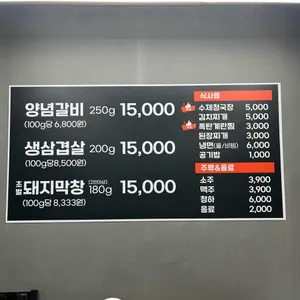 양념갈비 250g 15,000
(100g당 6,800원)
생삼겹살 200g 15,000
(100g당8,500원)
초벌 돼지막창 180g 15,000
(100g당 8,333원)
식사류
수제청국장 5,000
김치찌개 5,000
폭탄계란찜 3,000
된장찌개 3,000
냉면(물/비빔) 6,000
공기밥 1,000
주류&음료
소주 3,900
맥주 3,900
청하 6,000
음료 2,000